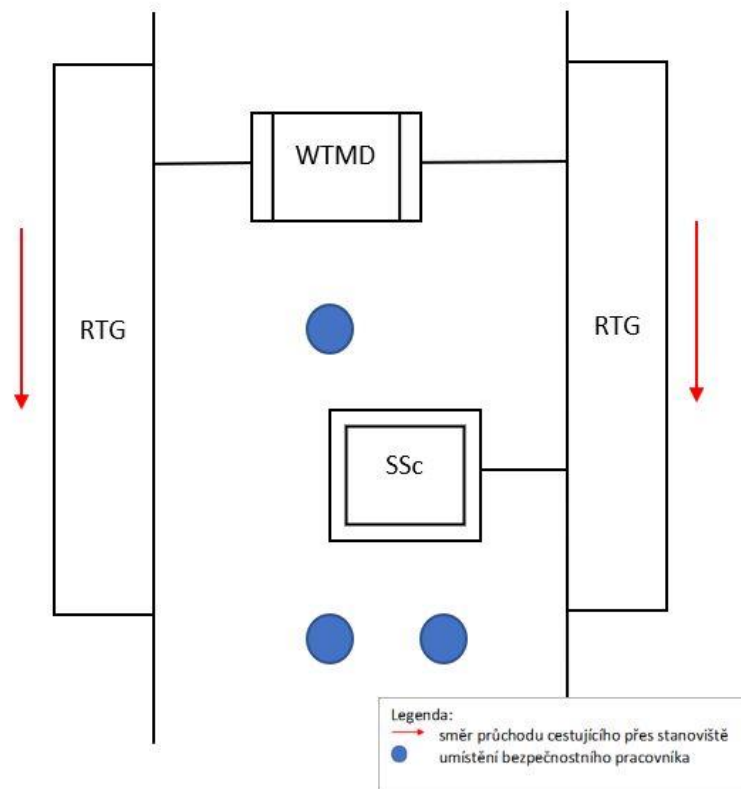 WTMD
RTG
RTG
SSc
Legenda:
směr průchodu cestujícího přes stanoviště
umístění bezpečnostního pracovníka